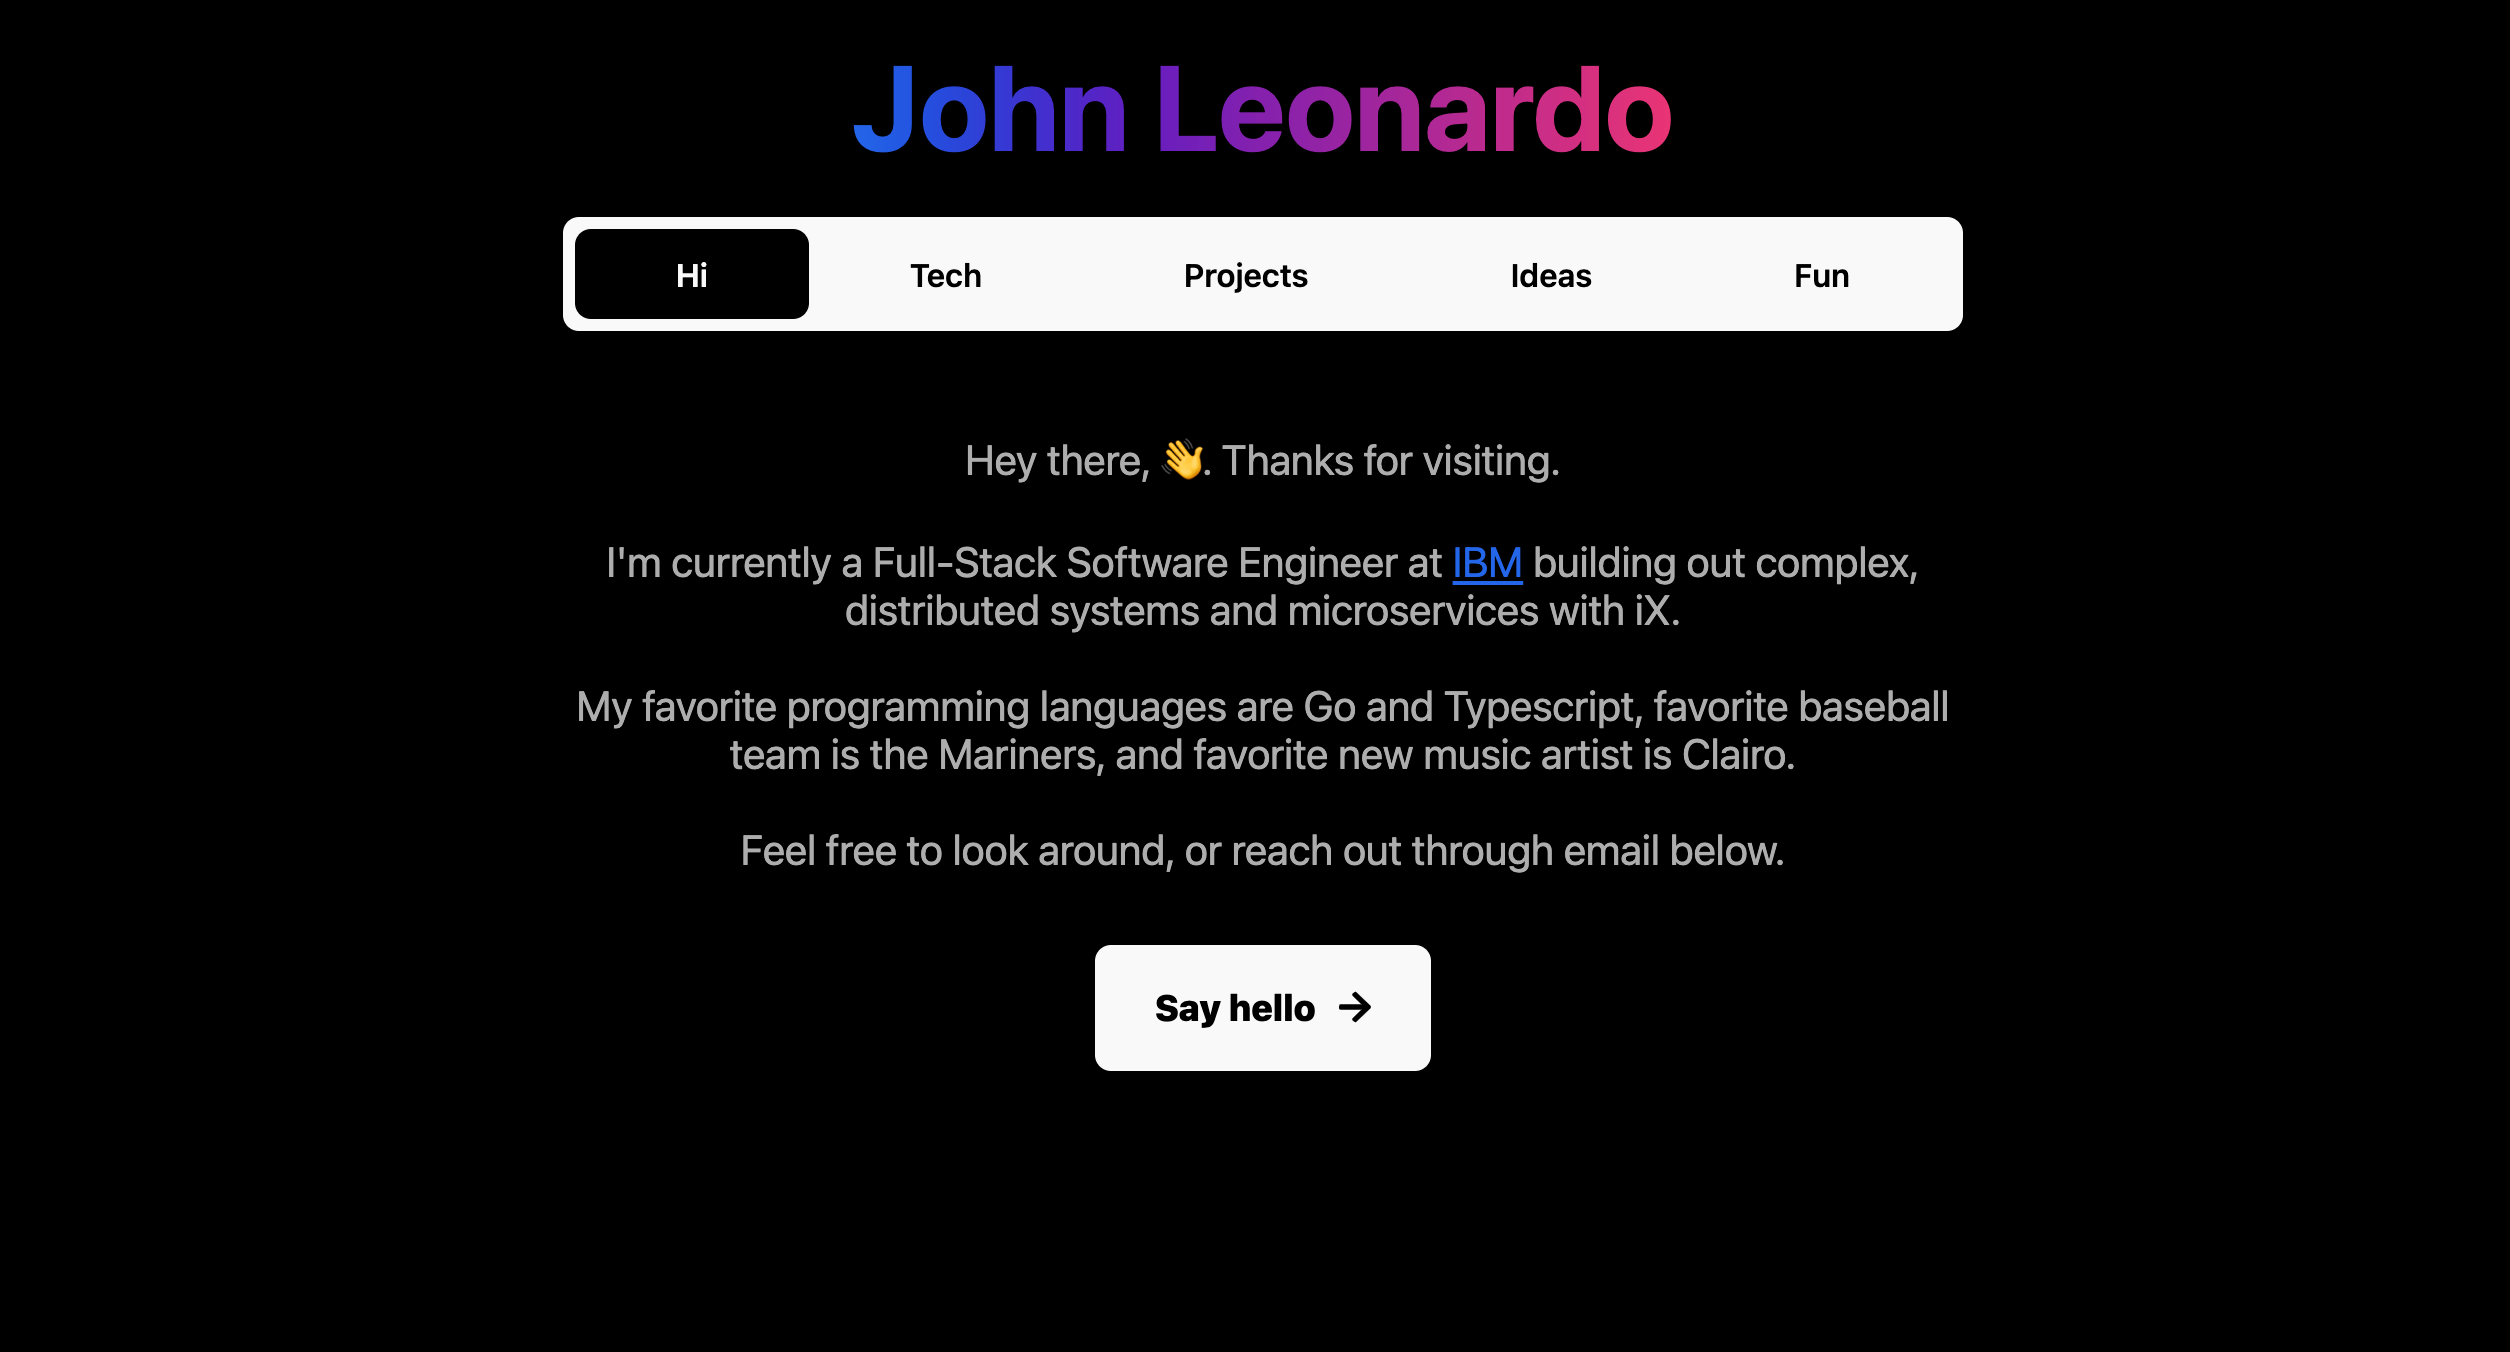 John Leonardo
Hi
Tech
Projects
Ideas
Fun
Hey there, 👋. Thanks for visiting.
I'm currently a Full-Stack Software Engineer at IBM building out complex,
distributed systems and microservices with iX.
My favorite programming languages are Go and Typescript, favorite baseball
team is the Mariners, and favorite new music artist is Clairo.
Feel free to look around, or reach out through email below.
Say hello →